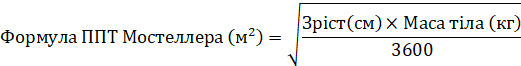 Формула ППТ Мостеллера (м²) = √(Зріст(см) × Маса тіла (кг) / 3600)